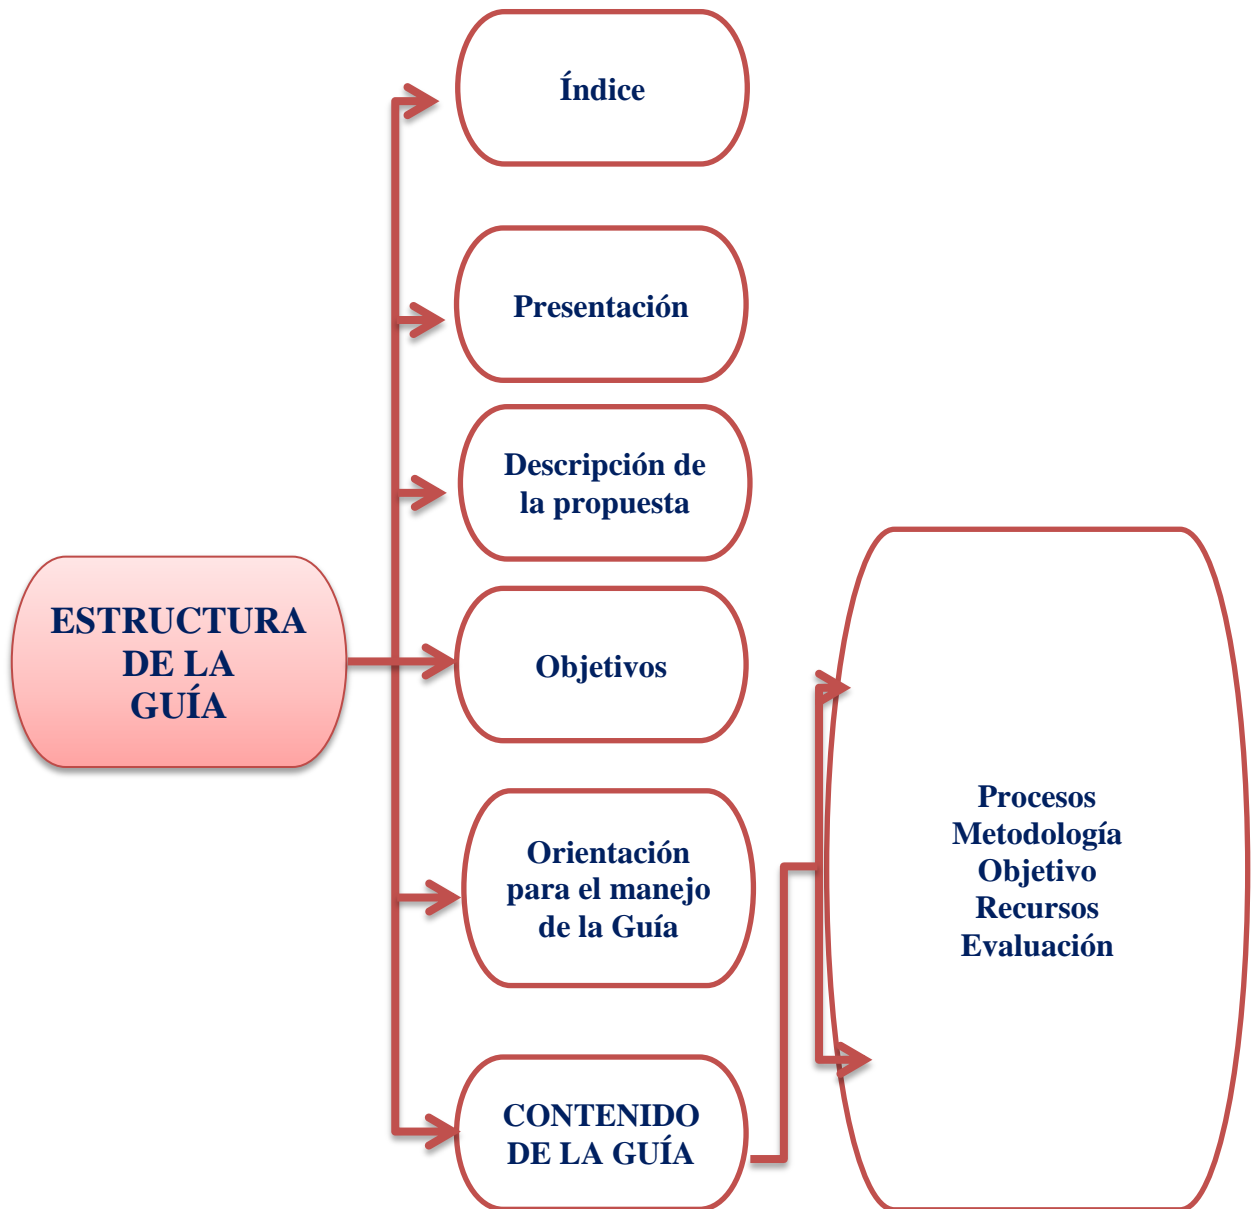 ESTRUCTURA
DE LA
GUÍA
Índice
Presentación
Descripción de
la propuesta
Objetivos
Orientación
para el manejo
de la Guía
CONTENIDO
DE LA GUÍA
Procesos
Metodología
Objetivo
Recursos
Evaluación